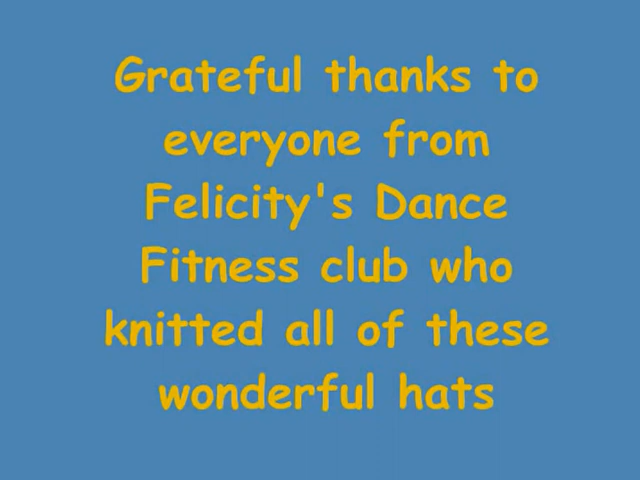 Grateful thanks to
everyone from
Felicity's Dance
Fitness club who
knitted all of these
wonderful hats